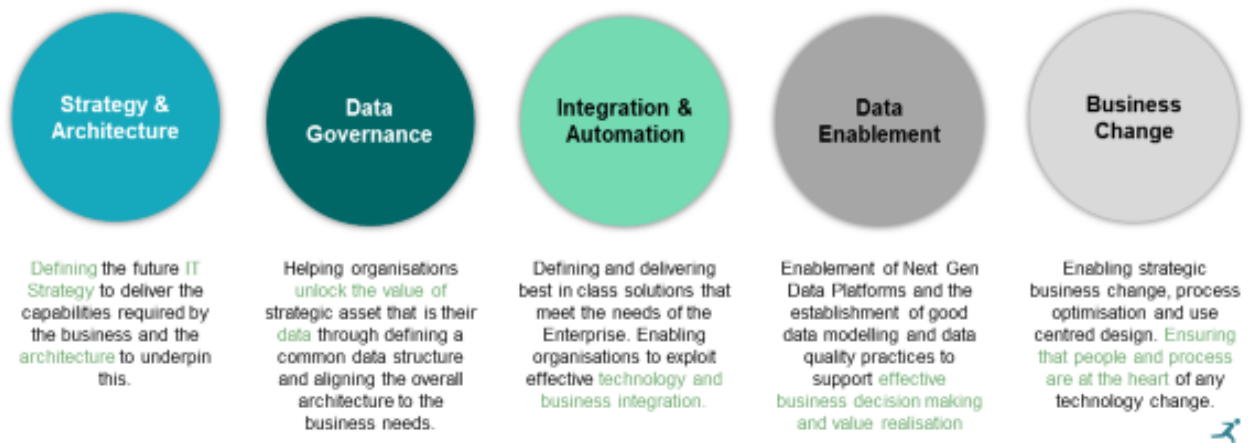 Strategy &
Architecture
Defining the future IT
Strategy to deliver the
capabilities required by
the business and the
architecture to underpin
this.
Data
Governance
Helping organisations
unlock the value of
strategic asset that is their
data through defining a
common data structure
and aligning the overall
architecture to the
business needs.
Integration &
Automation
Defining and delivering
best in class solutions that
meet the needs of the
Enterprise. Enabling
organisations to exploit
effective technology and
business integration.
Data
Enablement
Enablement of Next Gen
Data Platforms and the
establishment of good
data modelling and data
quality practices to
support effective
business decision making
and value realisation
Business
Change
Enabling strategic
business change, process
optimisation and use
centred design. Ensuring
that people and process
are at the heart of any
technology change.